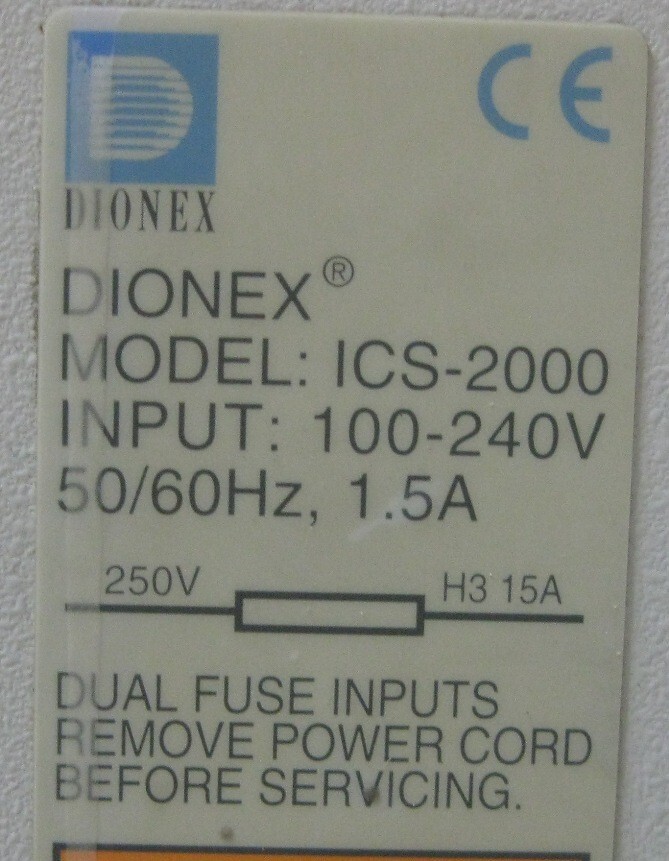 CE
DIONEX
DIONEX®
MODEL: ICS-2000
INPUT: 100-240V
50/60Hz, 1.5A
250V H3 15A
DUAL FUSE INPUTS
REMOVE POWER CORD
BEFORE SERVICING.